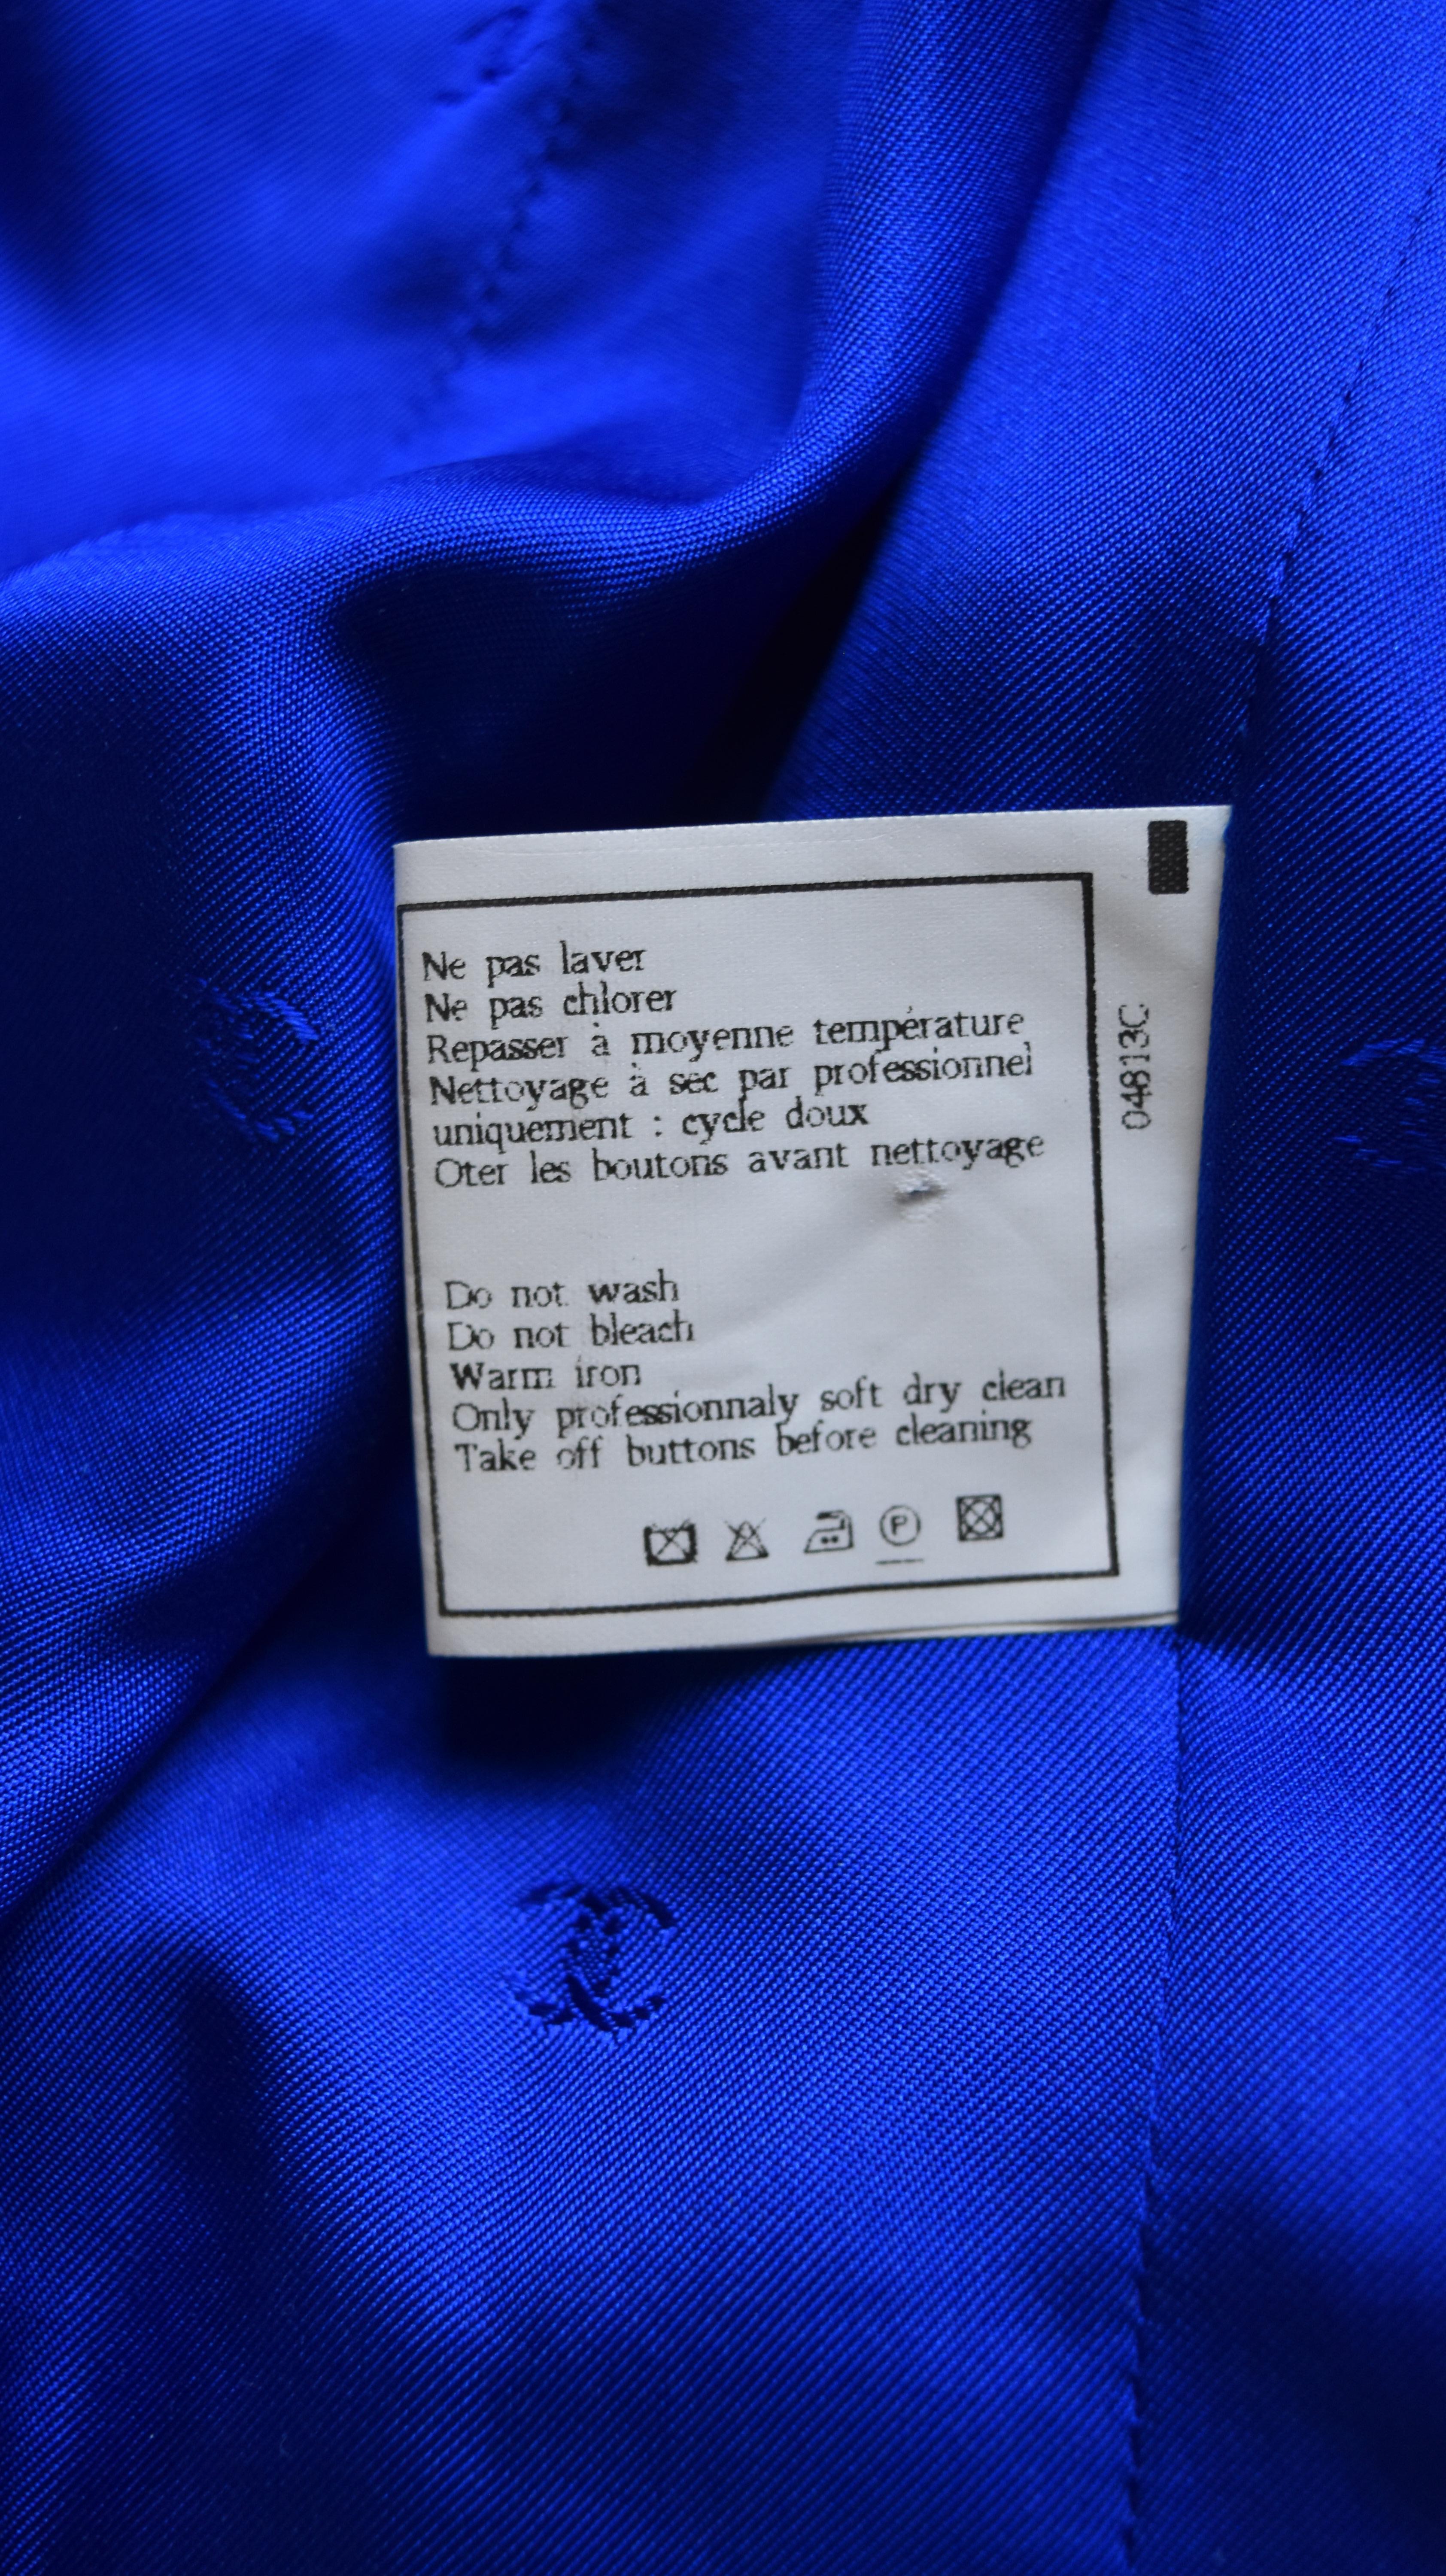 Ne pas laver
Ne pas chlorer
Repasser à moyenne température
Nettoyage à sec par professionnel
uniquement : cycle doux
Oter les boutons avant nettoyage
Do not wash
Do not bleach
Warm iron
Only professionnaly soft dry clean
Take off buttons before cleaning
P
04813C